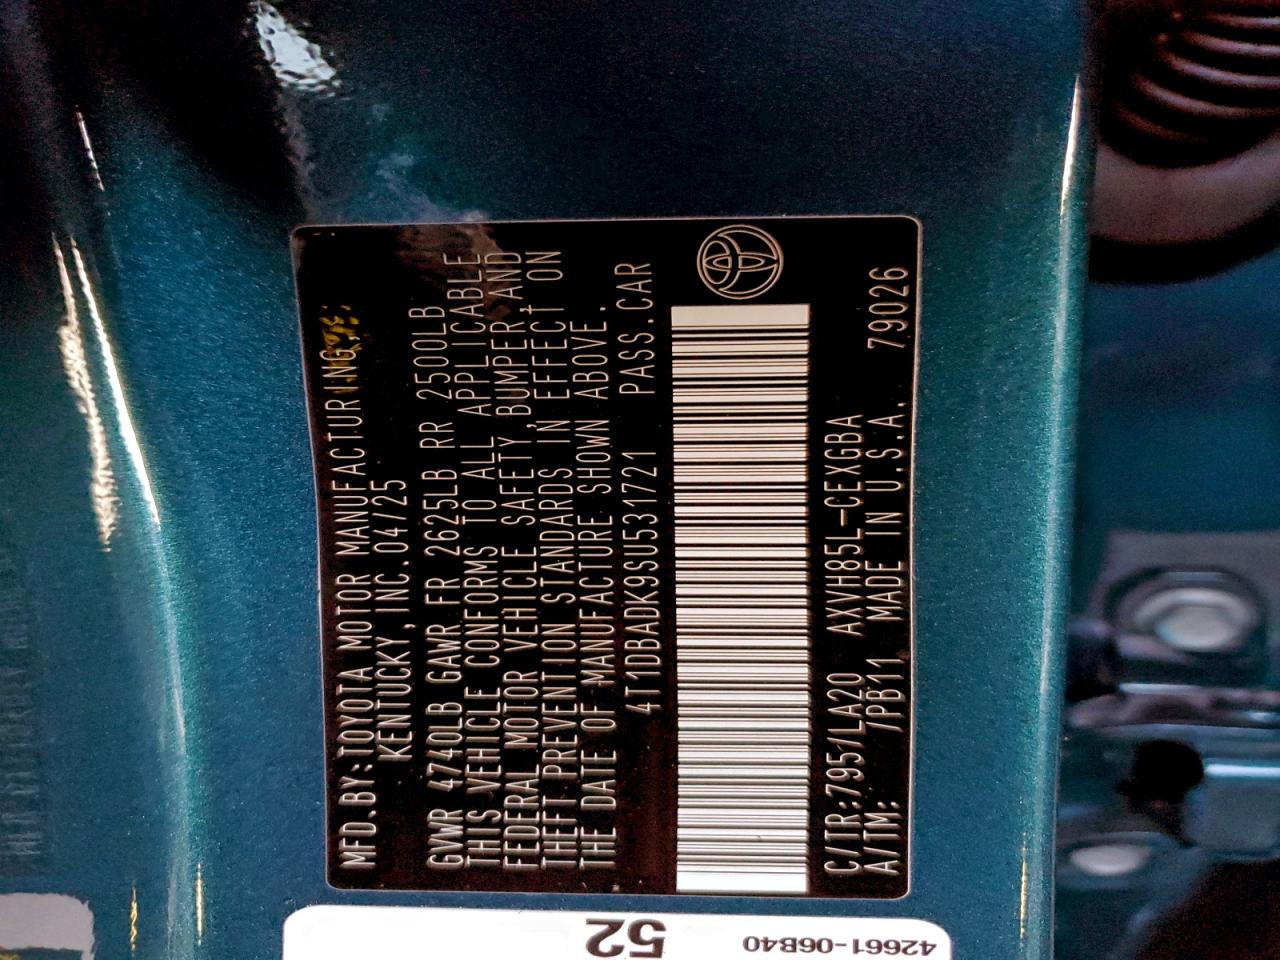 MFD.BY:TOYOTA MOTOR MANUFACTURING,
KENTUCKY, INC.04/25
GVWR 4740LB GAWR FR 2625LB RR 2500LB
THIS VEHICLE CONFORMS TO ALL APPLICABLE
FEDERAL MOTOR VEHICLE SAFETY,BUMPER,AND
THEFT PREVENTION STANDARDS IN EFFECT ON
THE DATE OF MANUFACTURE SHOWN ABOVE.
4T1DBADK9SU531721 PASS.CAR
C/TR:795/LA20 AXVH85L-CEXGBA
A/TM: /PB11 MADE IN U.S.A. 79026
52
42661-06B40